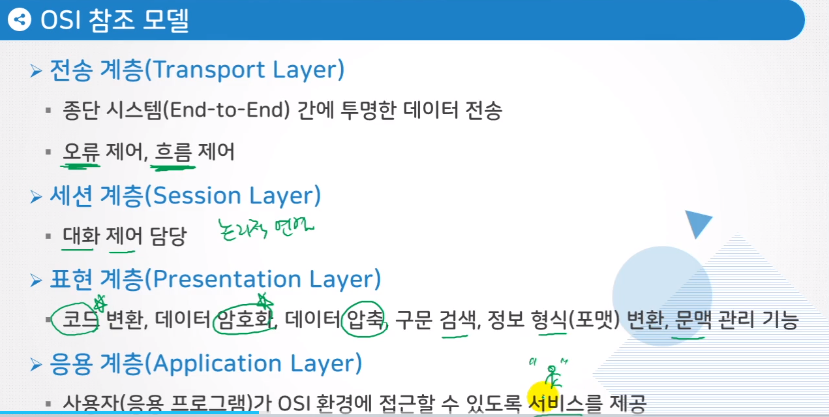 OSI 참조 모델
➢ 전송 계층(Transport Layer)
▪ 종단 시스템(End-to-End) 간에 투명한 데이터 전송
▪ 오류 제어, 흐름 제어
➢ 세션 계층(Session Layer)
▪ 대화 제어 담당 논리적 연결
➢ 표현 계층(Presentation Layer)
▪ 코드 변환, 데이터 암호화, 데이터 압축, 구문 검색, 정보 형식(포맷) 변환, 문맥 관리 기능
➢ 응용 계층(Application Layer)
▪ 사용자(응용 프로그램)가 OSI 환경에 접근할 수 있도록 서비스를 제공